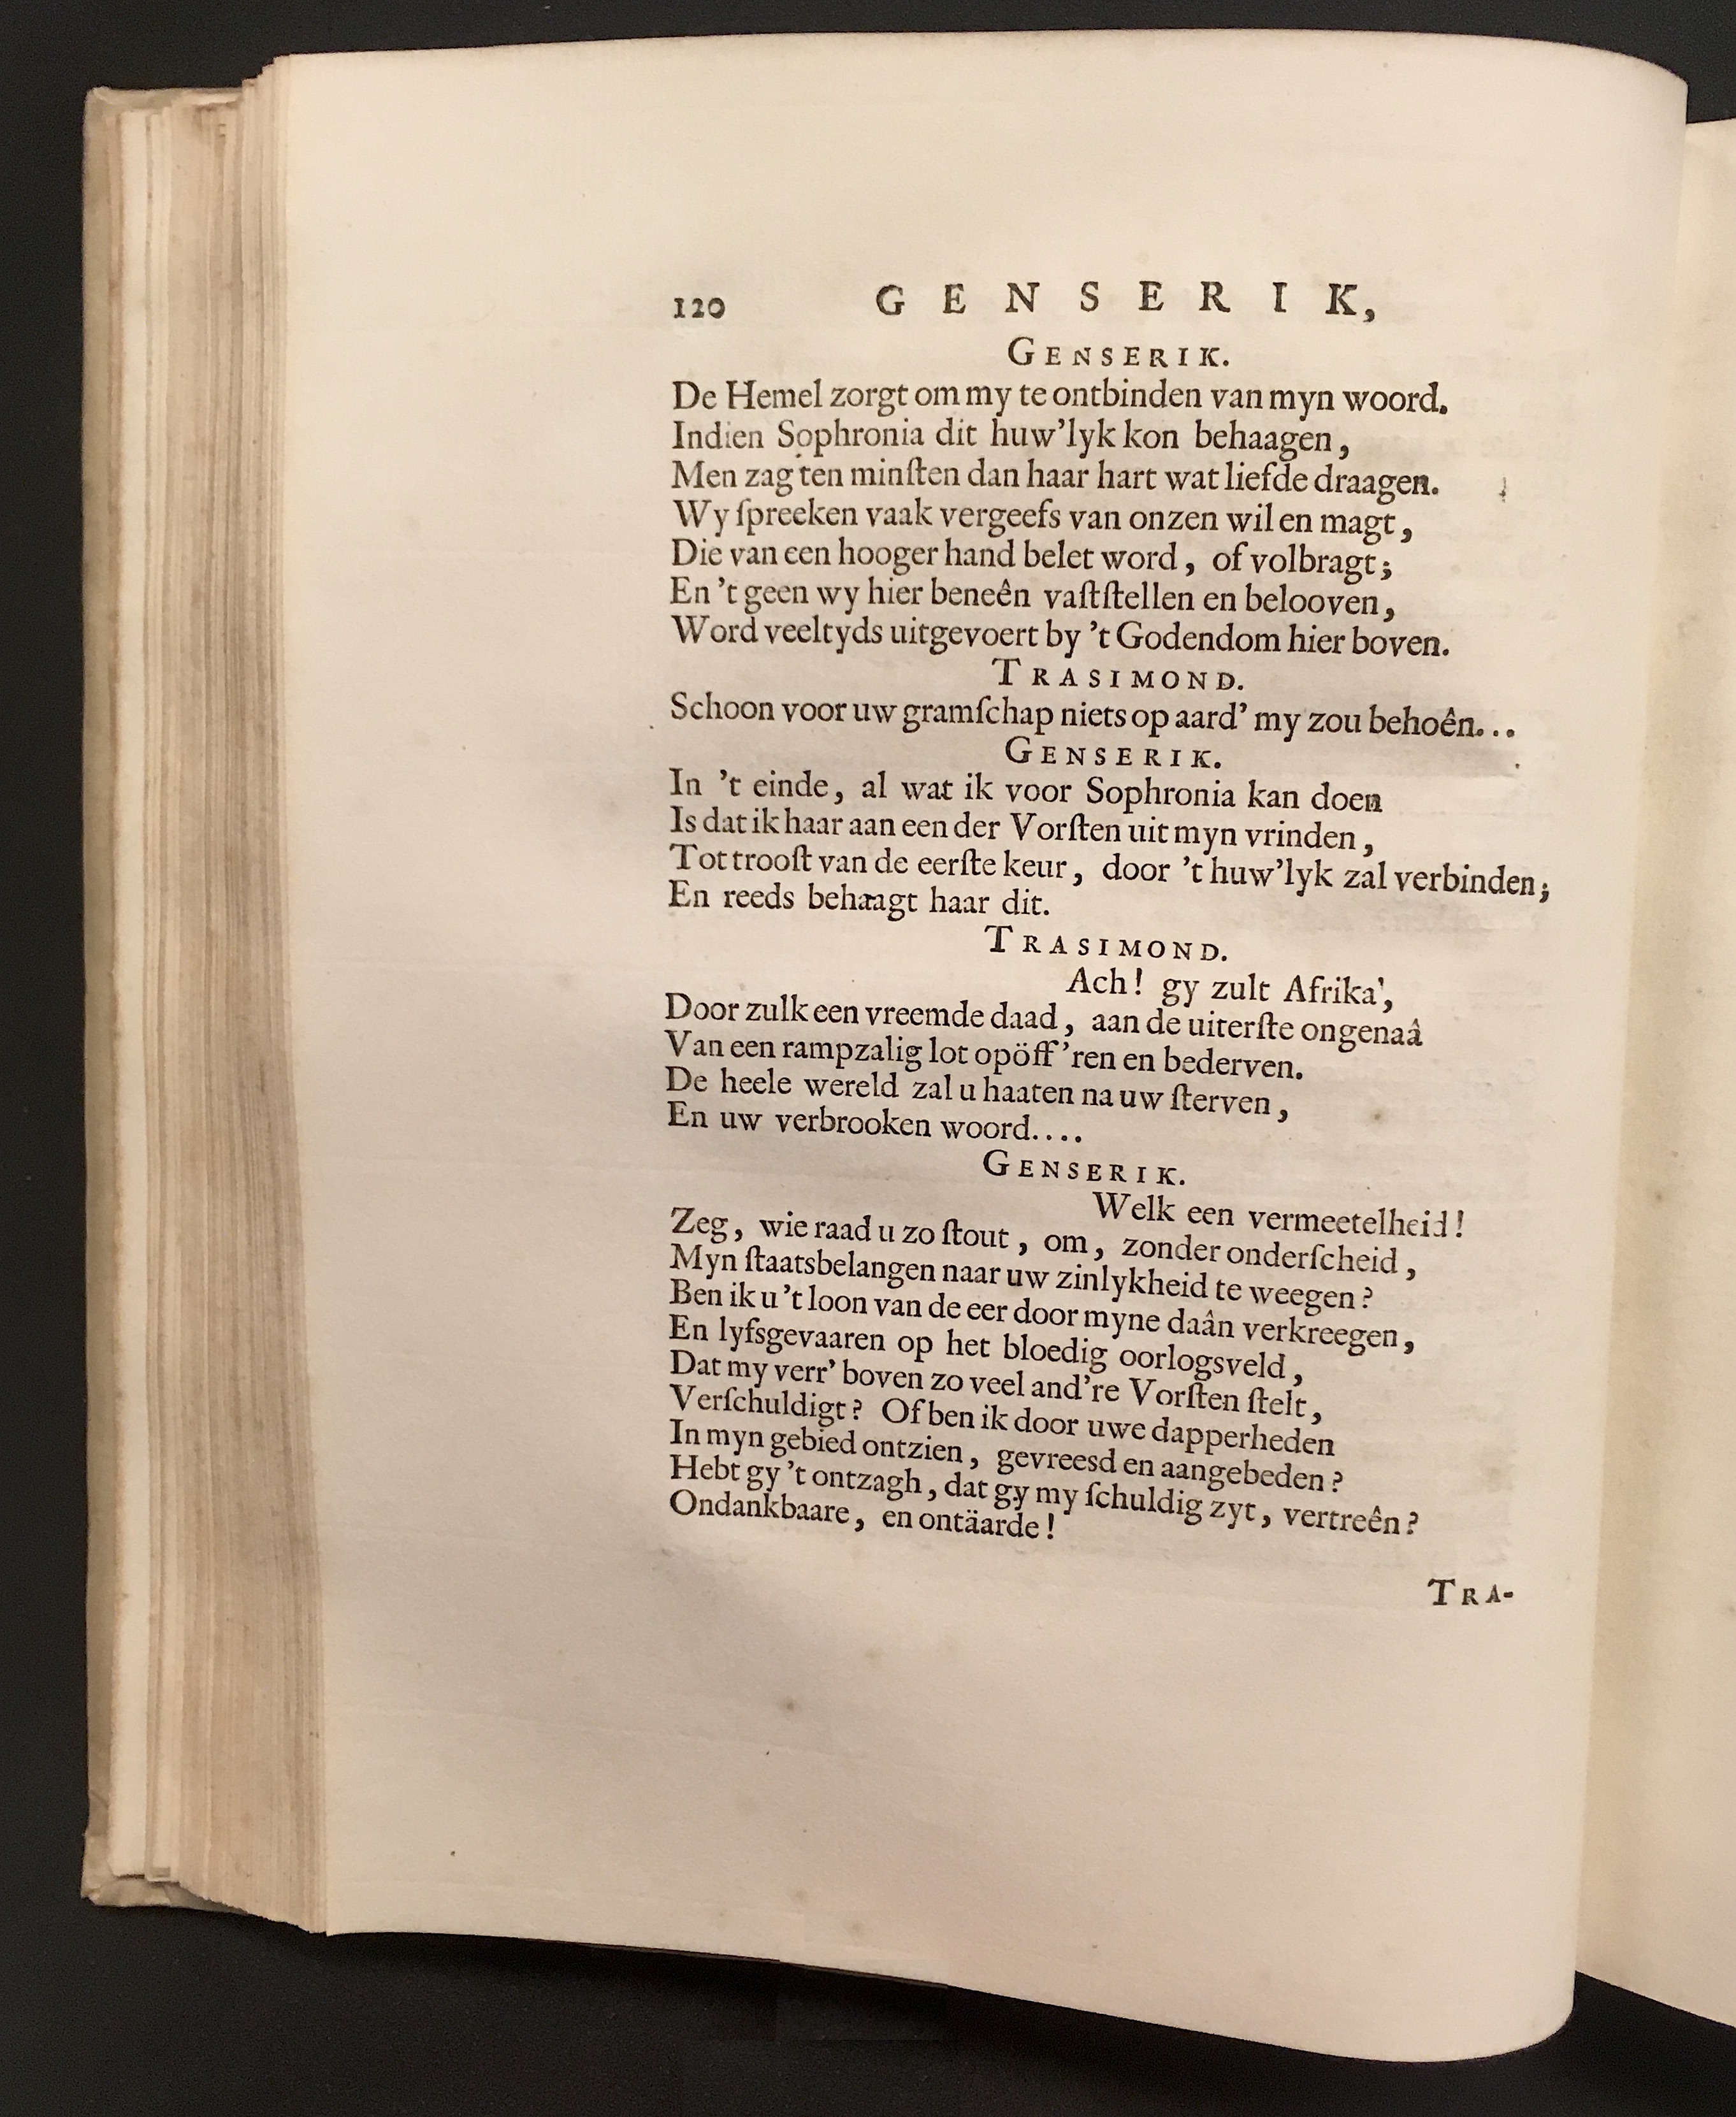 120 GENSERIK,
GENSERIK.
De Hemel zorgt om my te ontbinden van myn woord.
Indien Sophronia dit huw'lyk kon behaagen,
Men zag ten minſten dan haar hart wat liefde draagen.
Wy ſpreeken vaak vergeefs van onzen wil en magt,
Die van een hooger hand belet word, of volbragt;
En 't geen wy hier beneên vaſtſtellen en belooven,
Word veeltyds uitgevoert by 't Godendom hier boven.
TRASIMOND.
Schoon voor uw gramſchap niets op aard' my zou behoên...
GENSERIK.
In 't einde, al wat ik voor Sophronia kan doen
Is dat ik haar aan een der Vorſten uit myn vrinden,
Tot trooſt van de eerſte keur, door 't huw'lyk zal verbinden;
En reeds behaagt haar dit.
TRASIMOND.
Ach! gy zult Afrika',
Door zulk een vreemde daad, aan de uiterſte ongenaâ
Van een rampzalig lot opöff'ren en bederven.
De heele wereld zal u haaten na uw ſterven,
En uw verbrooken woord....
GENSERIK.
Welk een vermeetelheid!
Zeg, wie raad u zo ſtout, om, zonder onderſcheid,
Myn ſtaatsbelangen naar uw zinlykheid te weegen?
Ben ik u 't loon van de eer door myne daân verkreegen,
En lyfsgevaaren op het bloedig oorlogsveld,
Dat my verr' boven zo veel and're Vorſten ſtelt,
Verſchuldigt? Of ben ik door uwe dapperheden
In myn gebied ontzien, gevreesd en aangebeden?
Hebt gy 't ontzagh, dat gy my ſchuldig zyt, vertreên?
Ondankbaare, en ontäarde!
TRA-